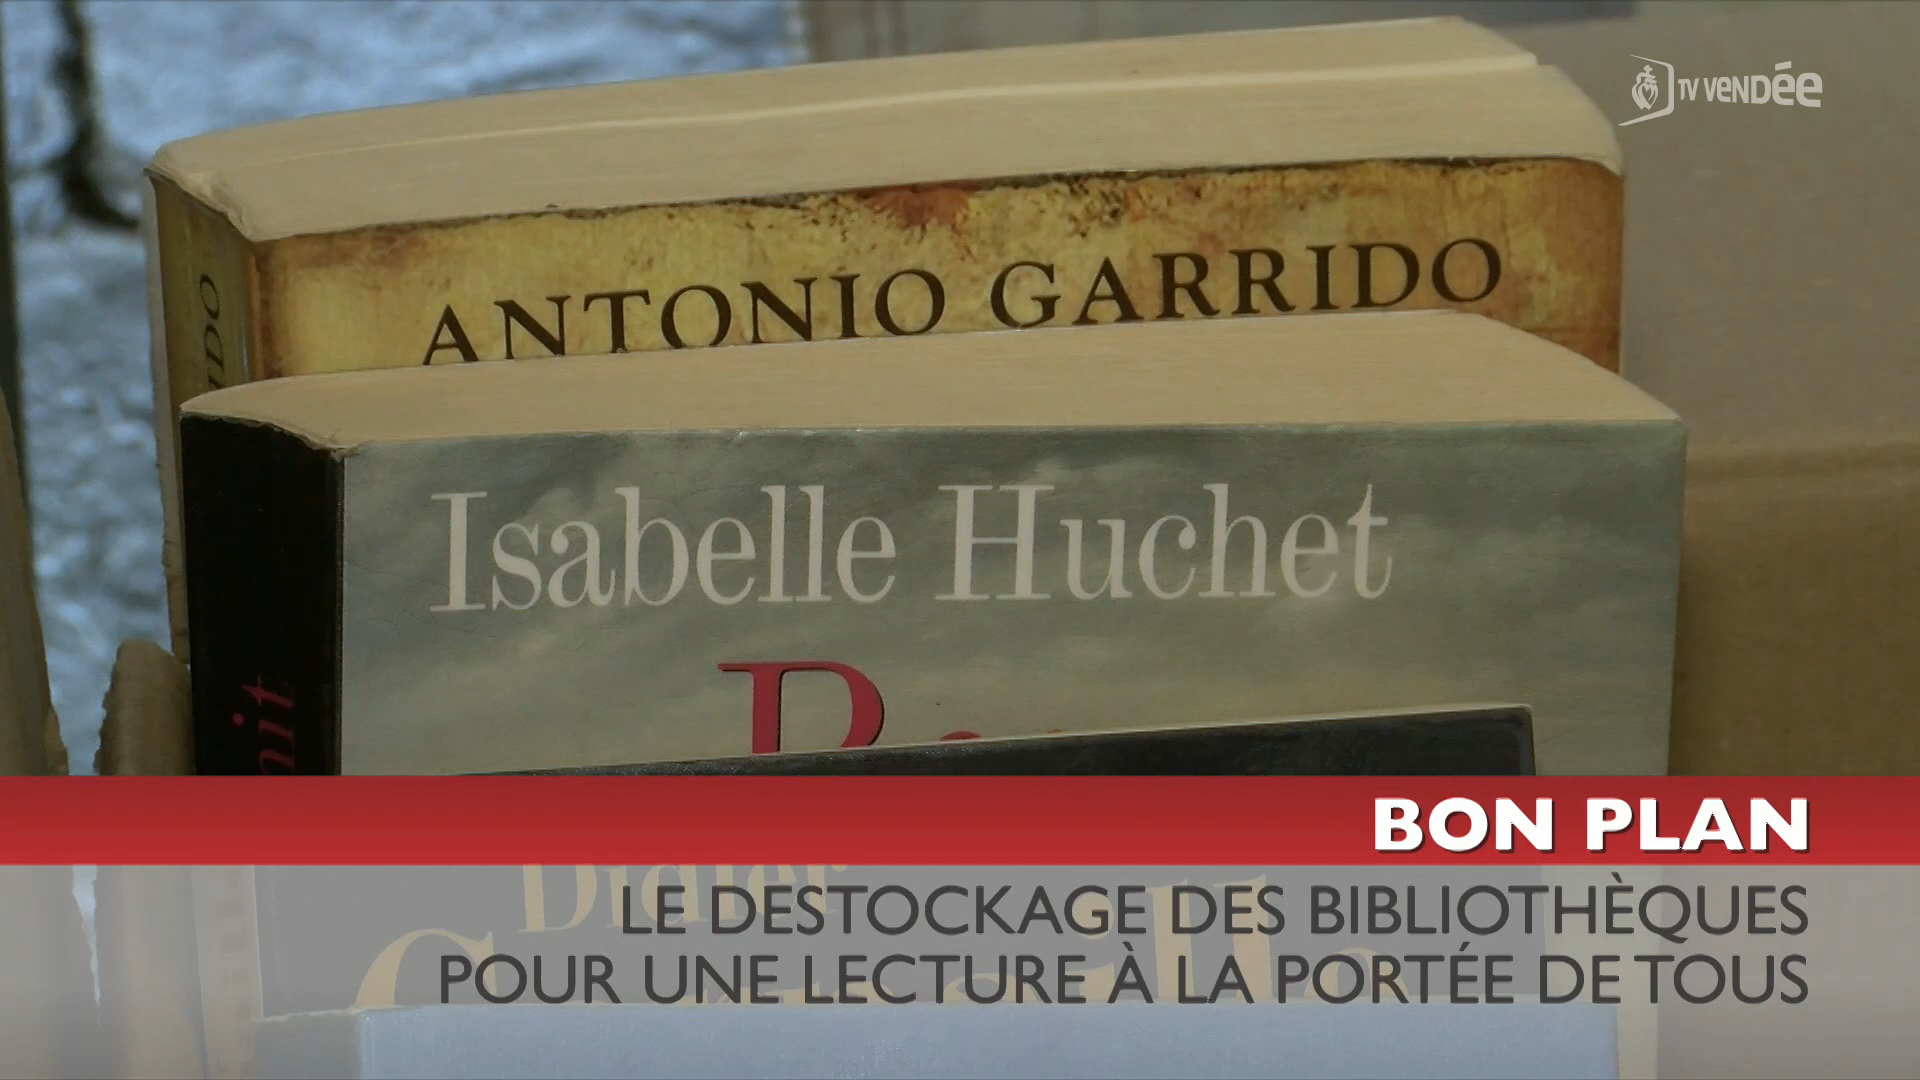 TV VENDÉE
ANTONIO GARRIDO
Isabelle Huchet
BON PLAN
Didier
LE DESTOCKAGE DES BIBLIOTHÈQUES
POUR UNE LECTURE À LA PORTÉE DE TOUS